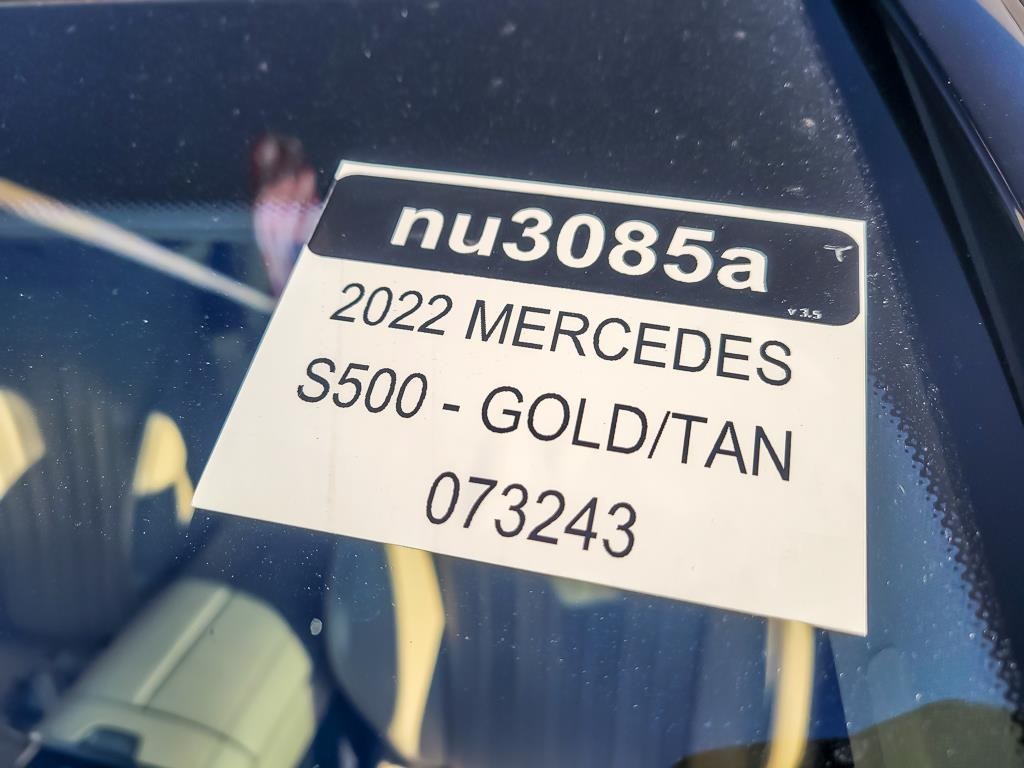 nu3085a
v 3.5
2022 MERCEDES
S500 - GOLD/TAN
073243